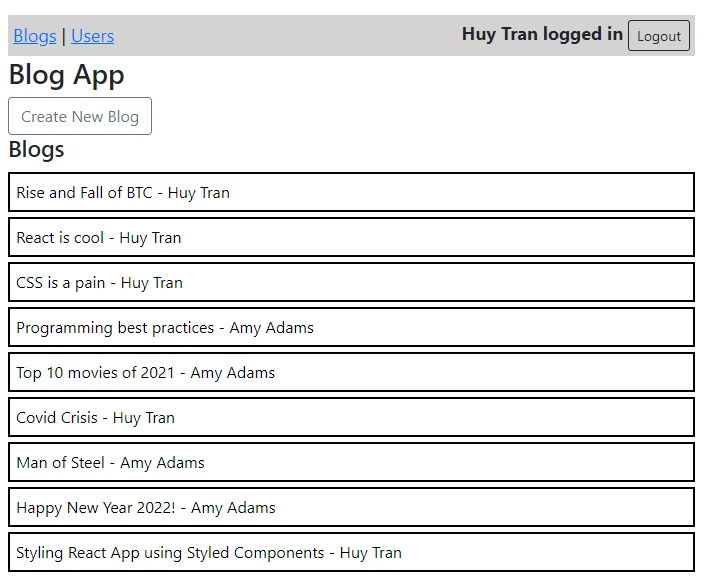 Blogs | Users Huy Tran logged in Logout
Blog App
Create New Blog
Blogs
Rise and Fall of BTC - Huy Tran
React is cool - Huy Tran
CSS is a pain - Huy Tran
Programming best practices - Amy Adams
Top 10 movies of 2021 - Amy Adams
Covid Crisis - Huy Tran
Man of Steel - Amy Adams
Happy New Year 2022! - Amy Adams
Styling React App using Styled Components - Huy Tran